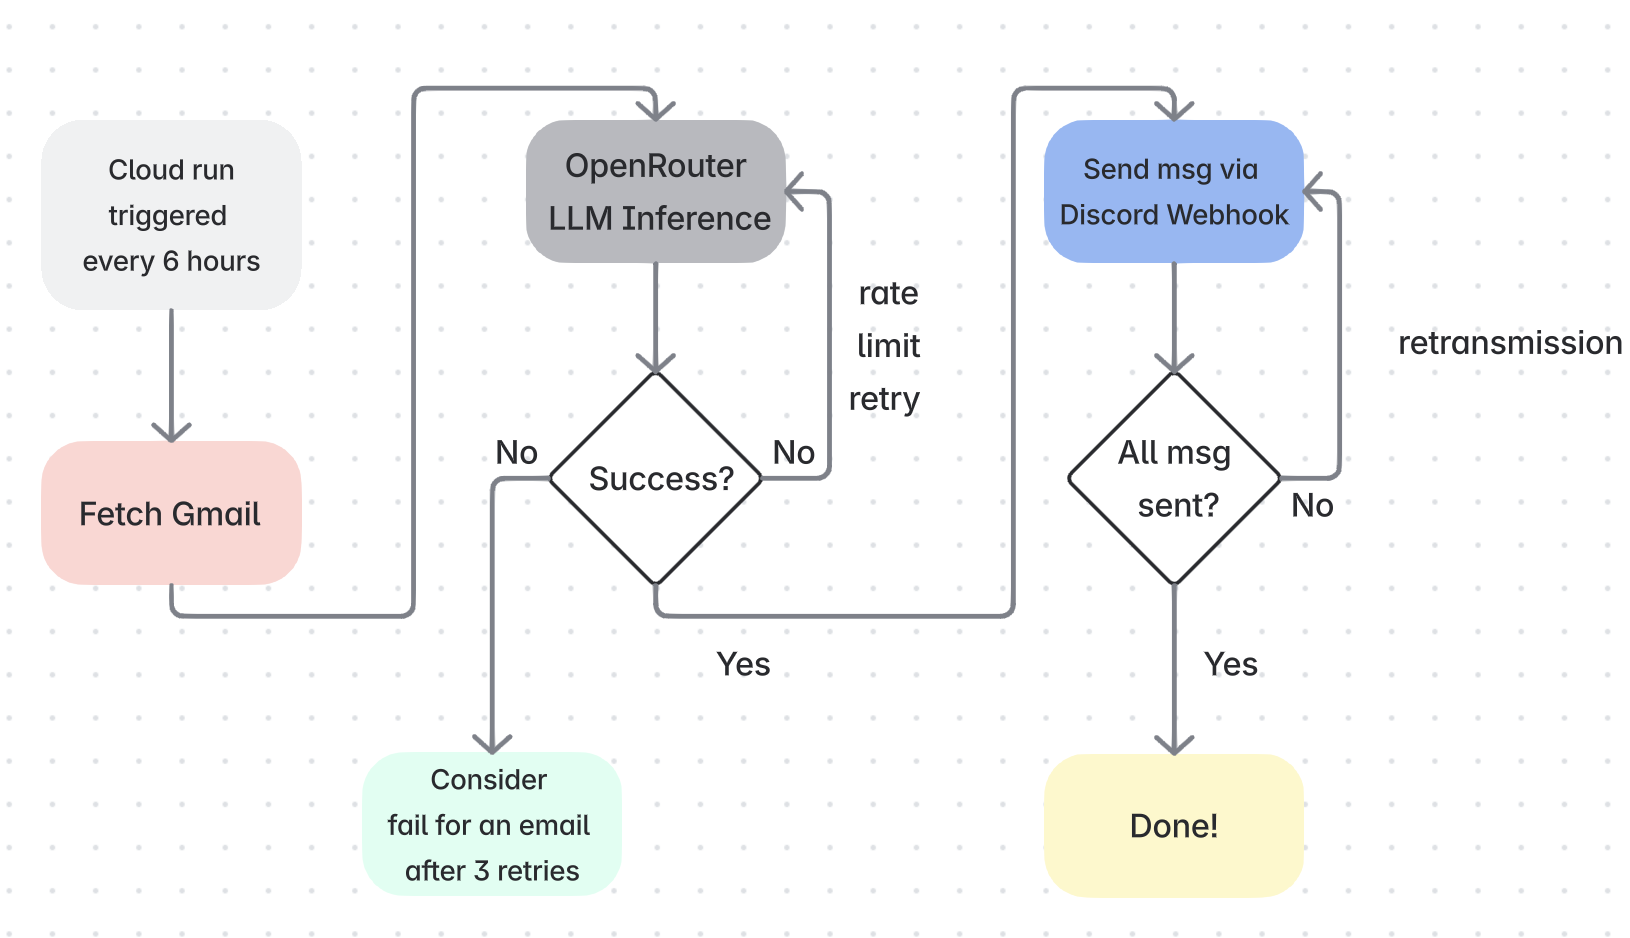 Cloud run
triggered
every 6 hours
Fetch Gmail
OpenRouter
LLM Inference
rate
limit
retry
No
Success?
No
Yes
Consider
fail for an email
after 3 retries
Send msg via
Discord Webhook
retransmission
All msg
sent?
No
Yes
Done!